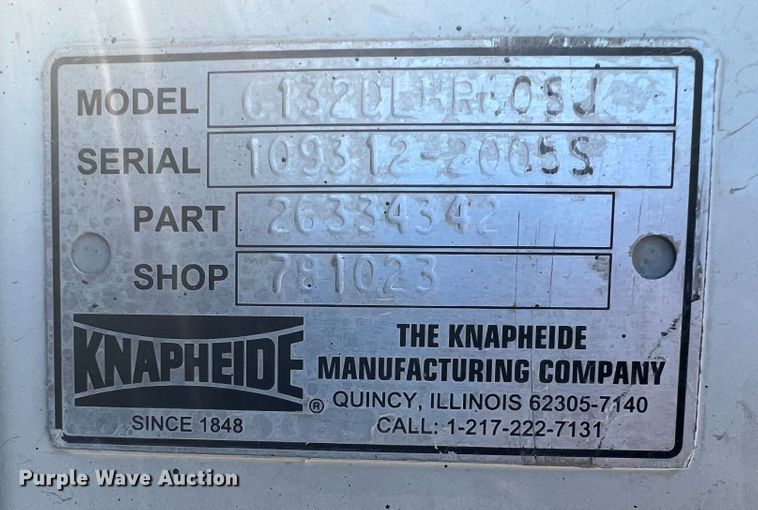 MODEL
SERIAL 109312-20055
PART 26334342
SHOP 781023
KNAPHEIDE ®
SINCE 1848
THE KNAPHEIDE
MANUFACTURING COMPANY
QUINCY, ILLINOIS 62305-7140
CALL: 1-217-222-7131
Purple Wave Auction